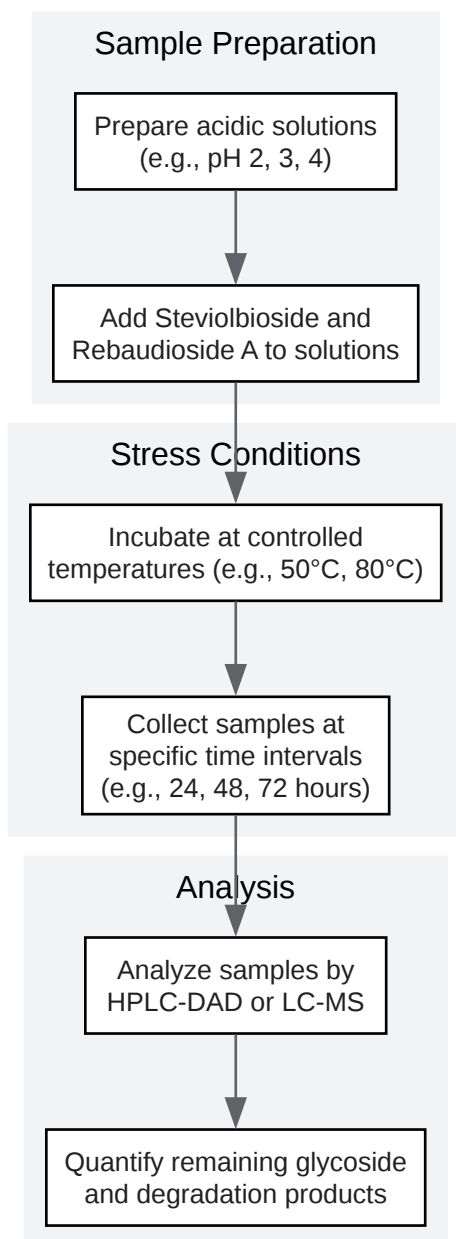 Sample Preparation
Prepare acidic solutions
(e.g., pH 2, 3, 4)
Add Steviolbioside and
Rebaudioside A to solutions
Stress Conditions
Incubate at controlled
temperatures (e.g., 50°C, 80°C)
Collect samples at
specific time intervals
(e.g., 24, 48, 72 hours)
Analysis
Analyze samples by
HPLC-DAD or LC-MS
Quantify remaining glycoside
and degradation products